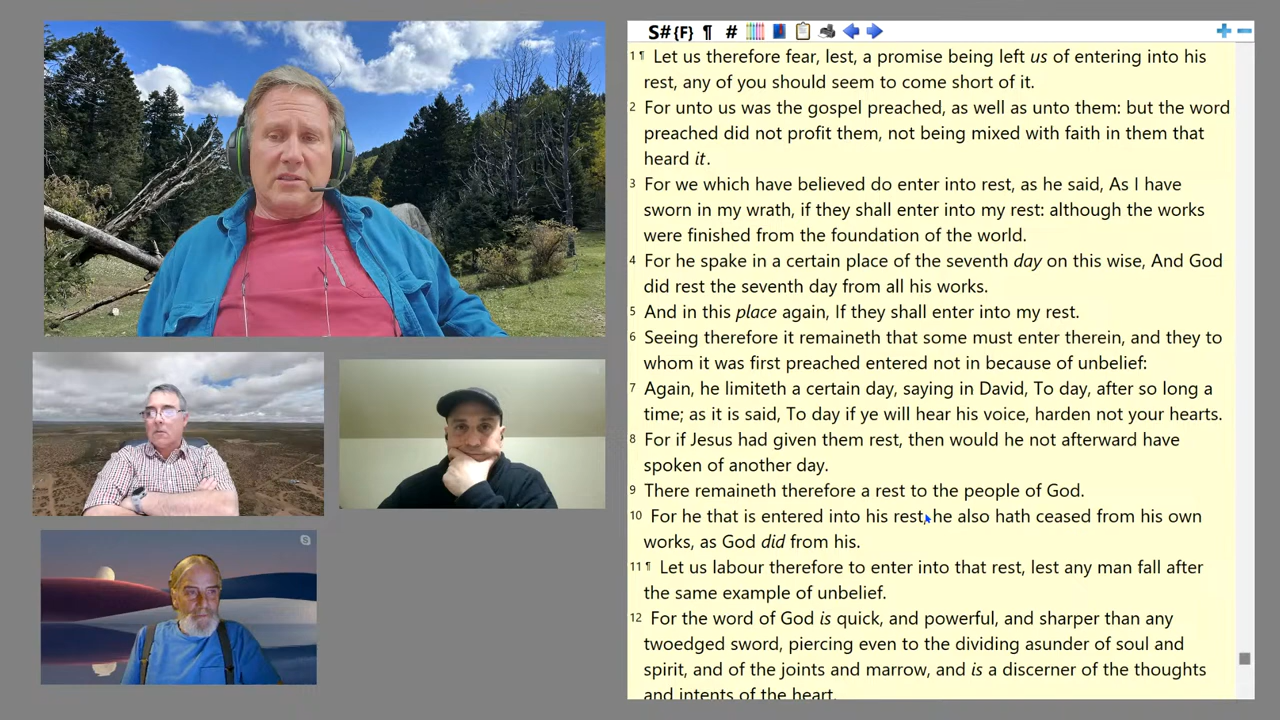 S#{F} ¶ #
1 ¶ Let us therefore fear, lest, a promise being left us of entering into his
rest, any of you should seem to come short of it.
2 For unto us was the gospel preached, as well as unto them: but the word
preached did not profit them, not being mixed with faith in them that
heard it.
3 For we which have believed do enter into rest, as he said, As I have
sworn in my wrath, if they shall enter into my rest: although the works
were finished from the foundation of the world.
4 For he spake in a certain place of the seventh day on this wise, And God
did rest the seventh day from all his works.
5 And in this place again, If they shall enter into my rest.
6 Seeing therefore it remaineth that some must enter therein, and they to
whom it was first preached entered not in because of unbelief:
7 Again, he limiteth a certain day, saying in David, To day, after so long a
time; as it is said, To day if ye will hear his voice, harden not your hearts.
8 For if Jesus had given them rest, then would he not afterward have
spoken of another day.
9 There remaineth therefore a rest to the people of God.
10 For he that is entered into his rest, he also hath ceased from his own
works, as God did from his.
11 ¶ Let us labour therefore to enter into that rest, lest any man fall after
the same example of unbelief.
12 For the word of God is quick, and powerful, and sharper than any
twoedged sword, piercing even to the dividing asunder of soul and
spirit, and of the joints and marrow, and is a discerner of the thoughts
and intents of the heart.